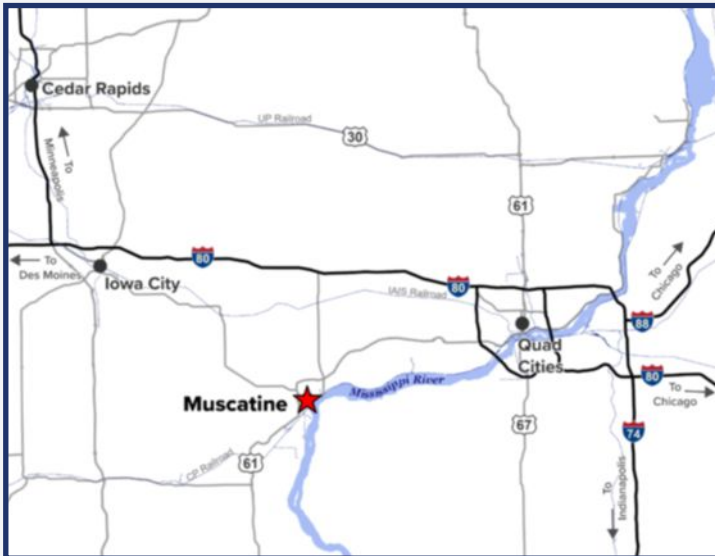 Cedar Rapids
UP Railroad
30
To
Minneapolis
61
To
Des Moines
Iowa City
80
IAIS Railroad
80
To
Chicago
88
Quad
Cities
Mississippi River
80
To
Chicago
Muscatine
67
74
CP Railroad
61
To
Indianapolis